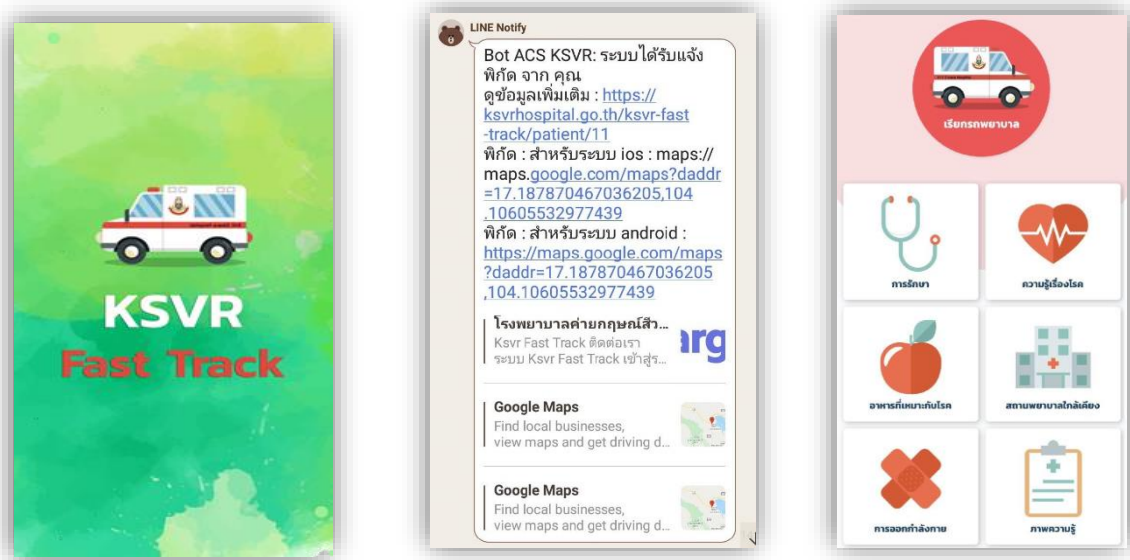 KSVR
Fast Track
LINE Notify
Bot ACS KSVR: ระบบได้รับแจ้ง
พิกัด จาก คุณ
ดูข้อมูลเพิ่มเติม : https://
ksvrhospital.go.th/ksvr-fast
-track/patient/11
พิกัด : สำหรับระบบ ios : maps://
maps.google.com/maps?daddr
=17.187870467036205,104
.10605532977439
พิกัด : สำหรับระบบ android :
https://maps.google.com/maps
?daddr=17.187870467036205
,104.10605532977439
โรงพยาบาลค่ายกฤษณ์สีว...
Ksvr Fast Track ติดต่อเรา
ระบบ Ksvr Fast Track เข้าสู่ร...
arg
Google Maps
Find local businesses,
view maps and get driving d...
Google Maps
Find local businesses,
view maps and get driving d...
เรียกรถพยาบาล
การรักษา
ความรู้เรื่องโรค
อาหารที่เหมาะกับโรค
สถานพยาบาลใกล้เคียง
การออกกำลังกาย
ภาพความรู้